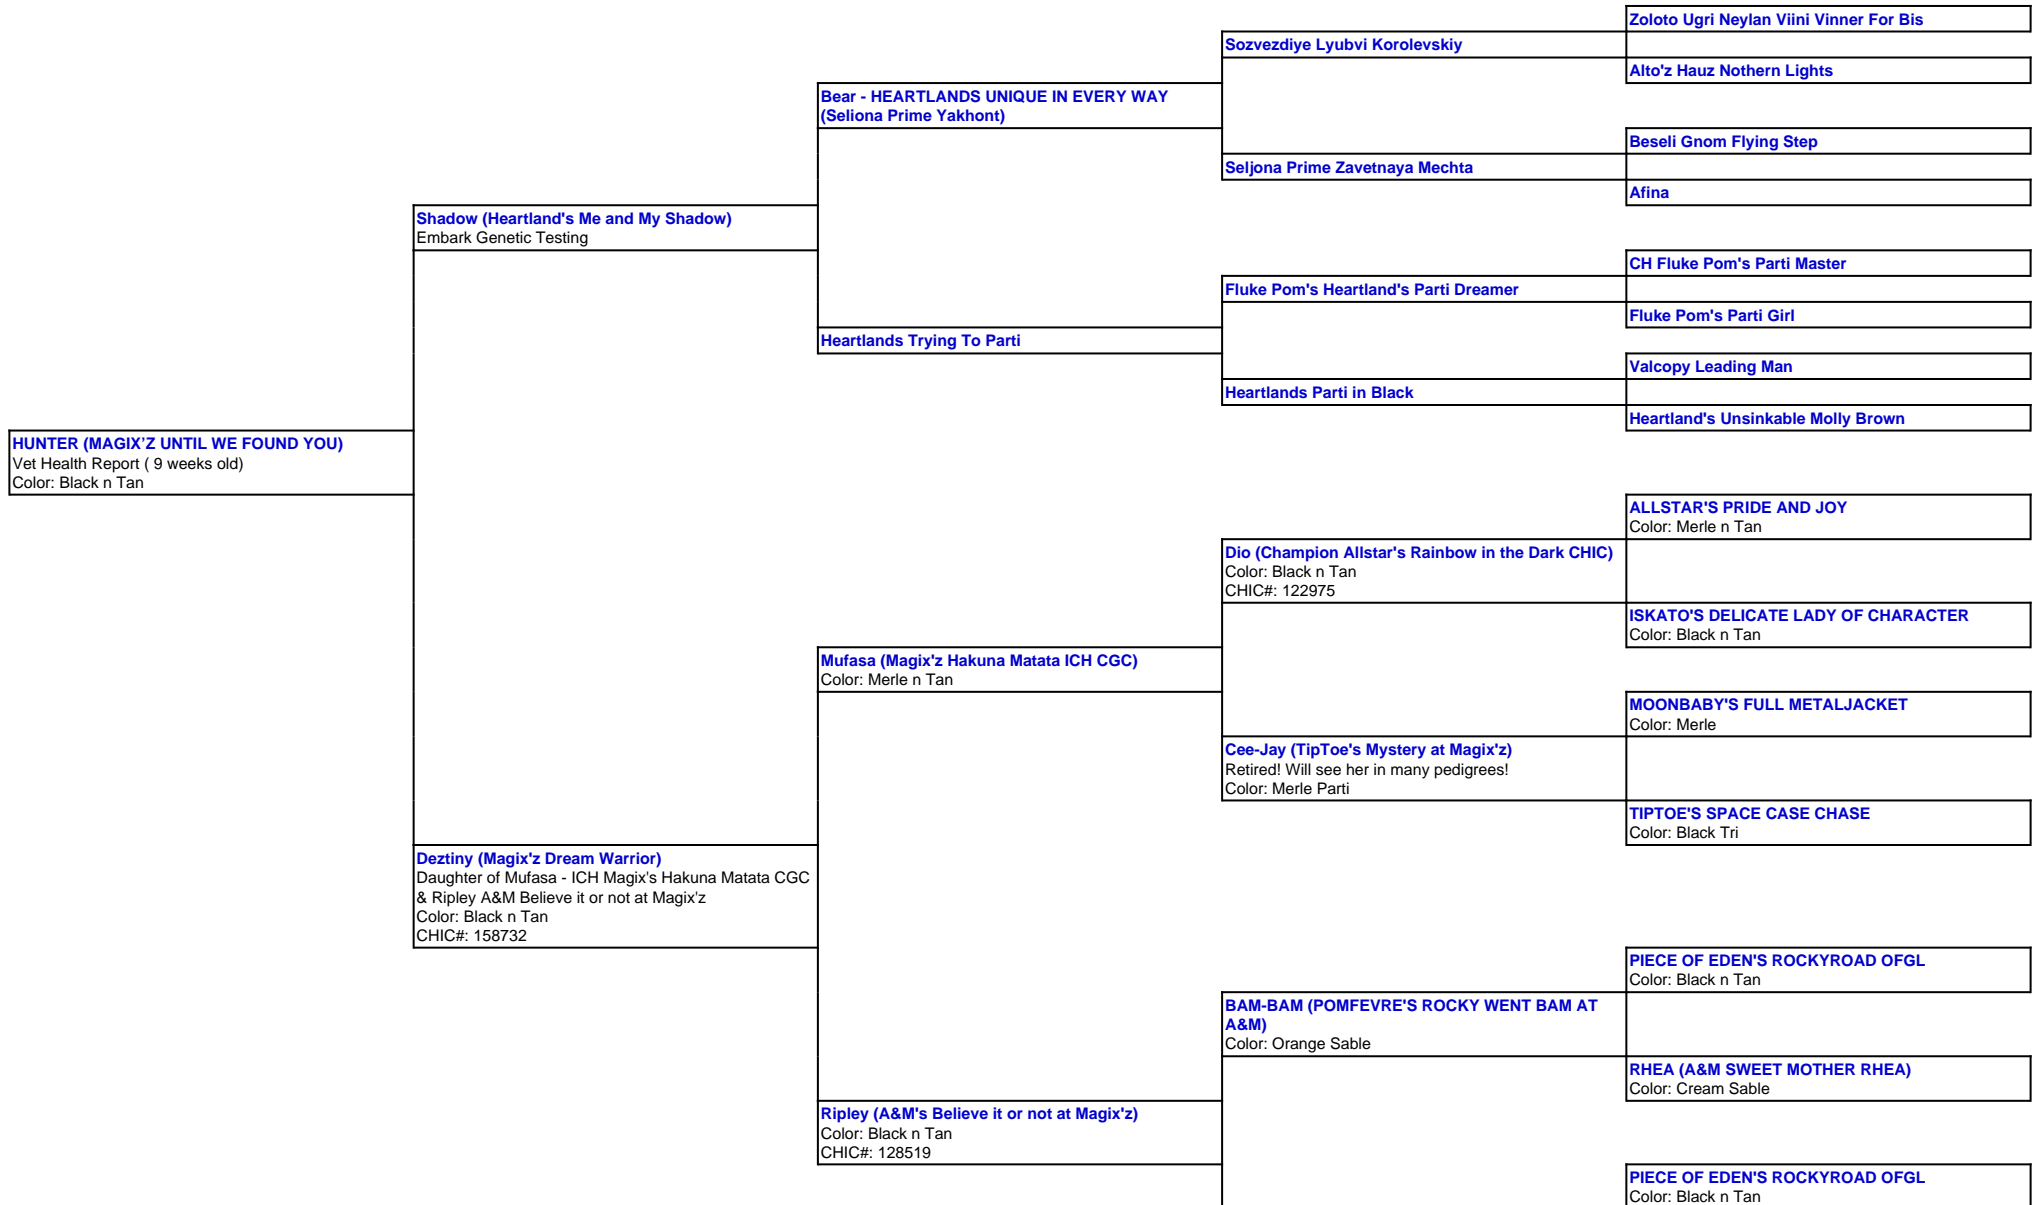 Zoloto Ugri Neylan Viini Vinner For Bis
Sozvezdiye Lyubvi Korolevskiy
Alto'z Hauz Nothern Lights
Bear - HEARTLANDS UNIQUE IN EVERY WAY
(Seliona Prime Yakhont)
Beseli Gnom Flying Step
Seljona Prime Zavetnaya Mechta
Afina
Shadow (Heartland's Me and My Shadow)
Embark Genetic Testing
CH Fluke Pom's Parti Master
Fluke Pom's Heartland's Parti Dreamer
Fluke Pom's Parti Girl
Heartlands Trying To Parti
Valcopy Leading Man
Heartlands Parti in Black
Heartland's Unsinkable Molly Brown
HUNTER (MAGIX’Z UNTIL WE FOUND YOU)
Vet Health Report ( 9 weeks old)
Color: Black n Tan
ALLSTAR'S PRIDE AND JOY
Color: Merle n Tan
Dio (Champion Allstar's Rainbow in the Dark CHIC)
Color: Black n Tan
CHIC#: 122975
ISKATO'S DELICATE LADY OF CHARACTER
Color: Black n Tan
Mufasa (Magix'z Hakuna Matata ICH CGC)
Color: Merle n Tan
MOONBABY'S FULL METALJACKET
Color: Merle
Cee-Jay (TipToe's Mystery at Magix'z)
Retired! Will see her in many pedigrees!
Color: Merle Parti
TIPTOE'S SPACE CASE CHASE
Color: Black Tri
Deztiny (Magix'z Dream Warrior)
Daughter of Mufasa - ICH Magix's Hakuna Matata CGC
& Ripley A&M Believe it or not at Magix'z
Color: Black n Tan
CHIC#: 158732
PIECE OF EDEN'S ROCKYROAD OFGL
Color: Black n Tan
BAM-BAM (POMFEVRE'S ROCKY WENT BAM AT
A&M)
Color: Orange Sable
RHEA (A&M SWEET MOTHER RHEA)
Color: Cream Sable
Ripley (A&M's Believe it or not at Magix'z)
Color: Black n Tan
CHIC#: 128519
PIECE OF EDEN'S ROCKYROAD OFGL
Color: Black n Tan